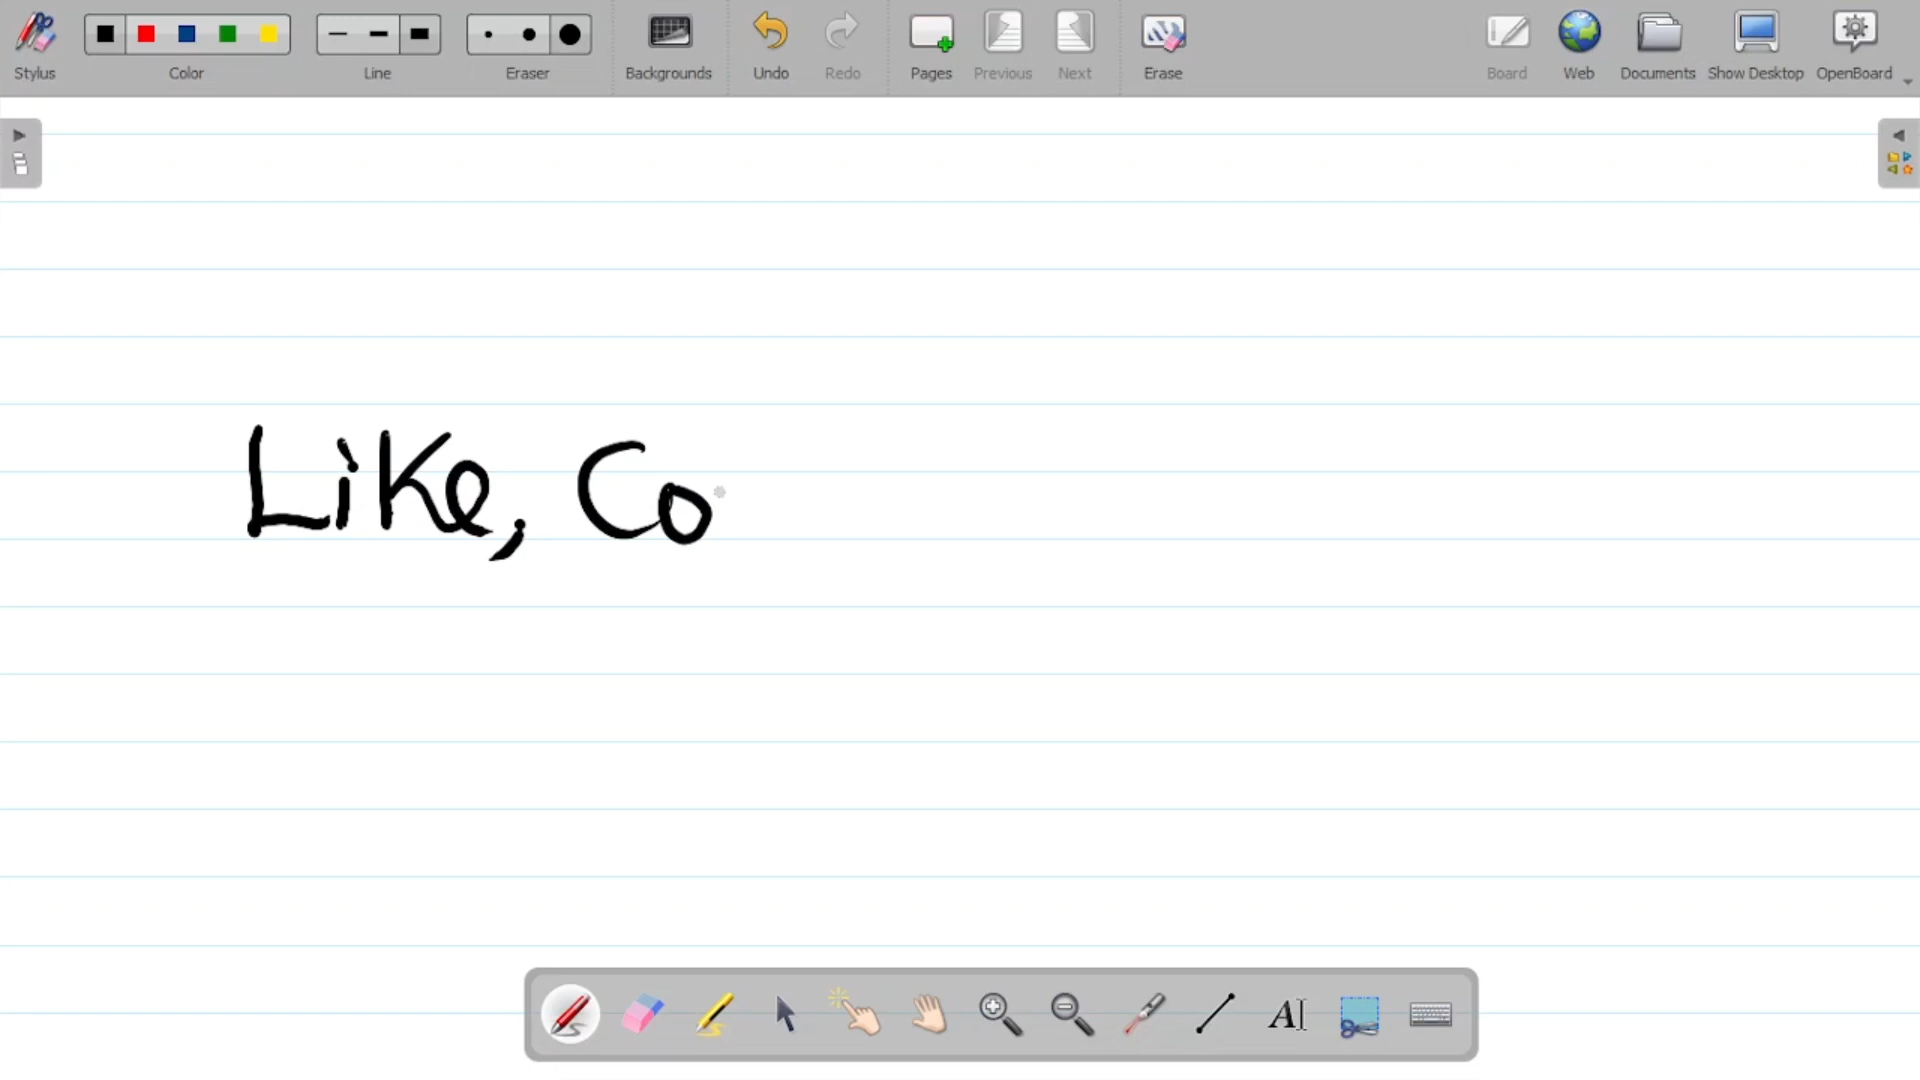 Stylus Color Line Eraser Backgrounds Undo Redo Pages Previous Next Erase Board Web Documents Show Desktop OpenBoard
Like, Co
A